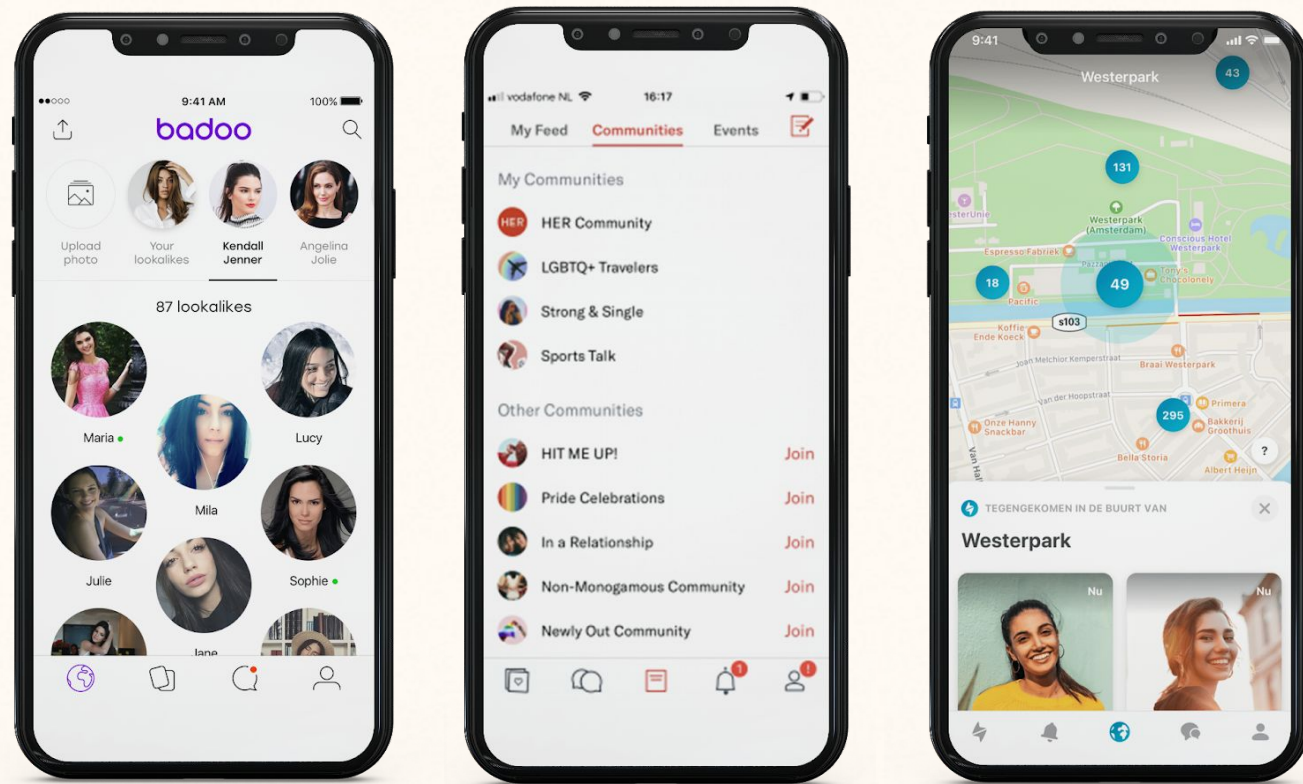 9:41 AM
100%
badoo
Upload
photo
Your
lookalikes
Kendall
Jenner
Angelina
Jolie
87 lookalikes
Maria
Lucy
Mila
Julie
Sophie
Jane
vodafone NL
16:17
My Feed
Communities
Events
My Communities
HER
HER Community
LGBTQ+ Travelers
Strong & Single
Sports Talk
Other Communities
HIT ME UP!
Join
Pride Celebrations
Join
In a Relationship
Join
Non-Monogamous Community
Join
Newly Out Community
Join
1
!
9:41
Westerpark
43
131
Westerpark
(Amsterdam)
Conscious Hotel
Westerpark
Espresso Fabriek
Tony's
Chocolonely
18
49
Pacific
s103
Koffie
Ende Koeck
Joan Melchior Kemperstraat
Braai Westerpark
Van der Hoopstraat
295
Primera
Bakkerij
Groothuis
Onze Hanny
Snackbar
Bella Storia
?
Albert Heijn
TEGENGEKOMEN IN DE BUURT VAN
Westerpark
Nu
Nu